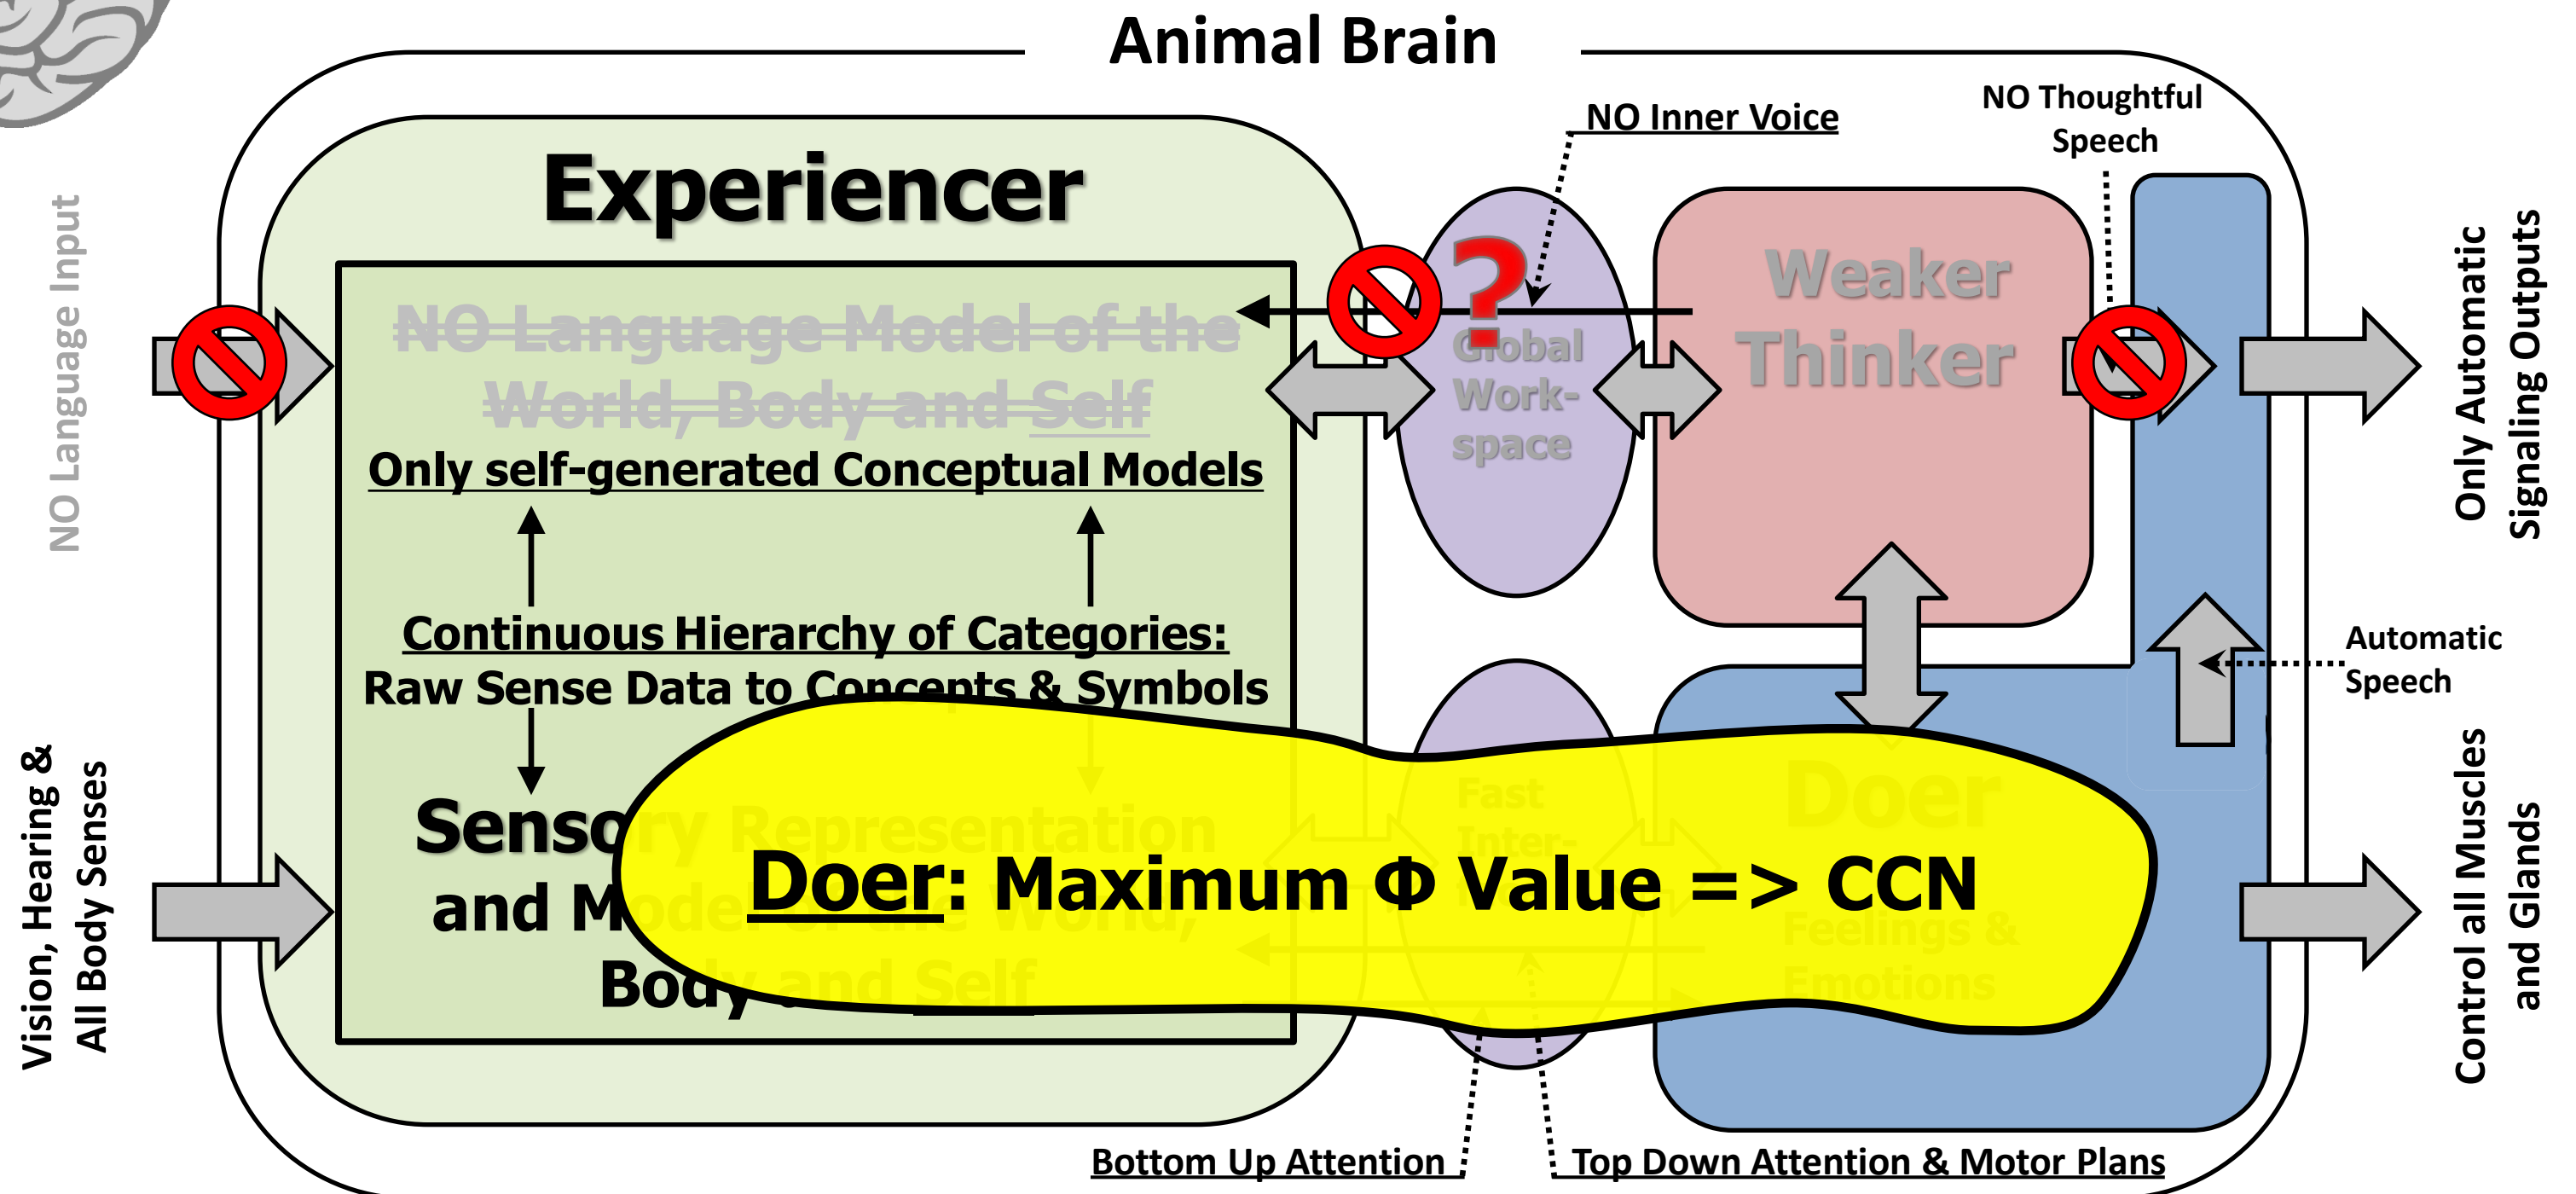 Animal Brain
NO Language Input
Vision, Hearing &
All Body Senses
Experiencer
NO Language Model of the
World, Body and Self
Only self-generated Conceptual Models
Continuous Hierarchy of Categories:
Raw Sense Data to Concepts & Symbols
Sensory Representation
and Model of the World,
Body and Self
NO Inner Voice
?
Global
Work-
space
Weaker
Thinker
NO Thoughtful
Speech
Only Automatic
Signaling Outputs
Automatic
Speech
Fast
Inter-
Doer
Feelings &
Emotions
Doer: Maximum Φ Value => CCN
Control all Muscles
and Glands
Bottom Up Attention
Top Down Attention & Motor Plans